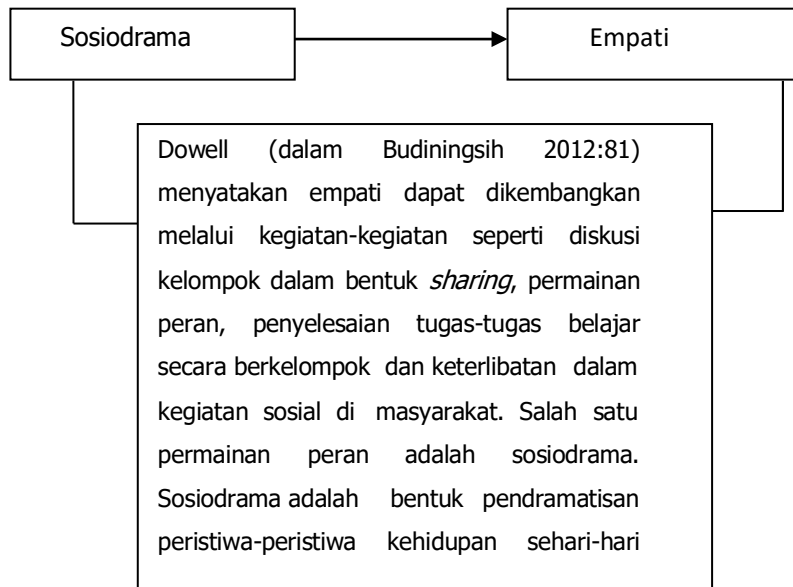 Sosiodrama
Empati
Dowell (dalam Budiningsih 2012:81)
menyatakan empati dapat dikembangkan
melalui kegiatan-kegiatan seperti diskusi
kelompok dalam bentuk sharing, permainan
peran, penyelesaian tugas-tugas belajar
secara berkelompok dan keterlibatan dalam
kegiatan sosial di masyarakat. Salah satu
permainan peran adalah sosiodrama.
Sosiodrama adalah bentuk pendramatisan
peristiwa-peristiwa kehidupan sehari-hari